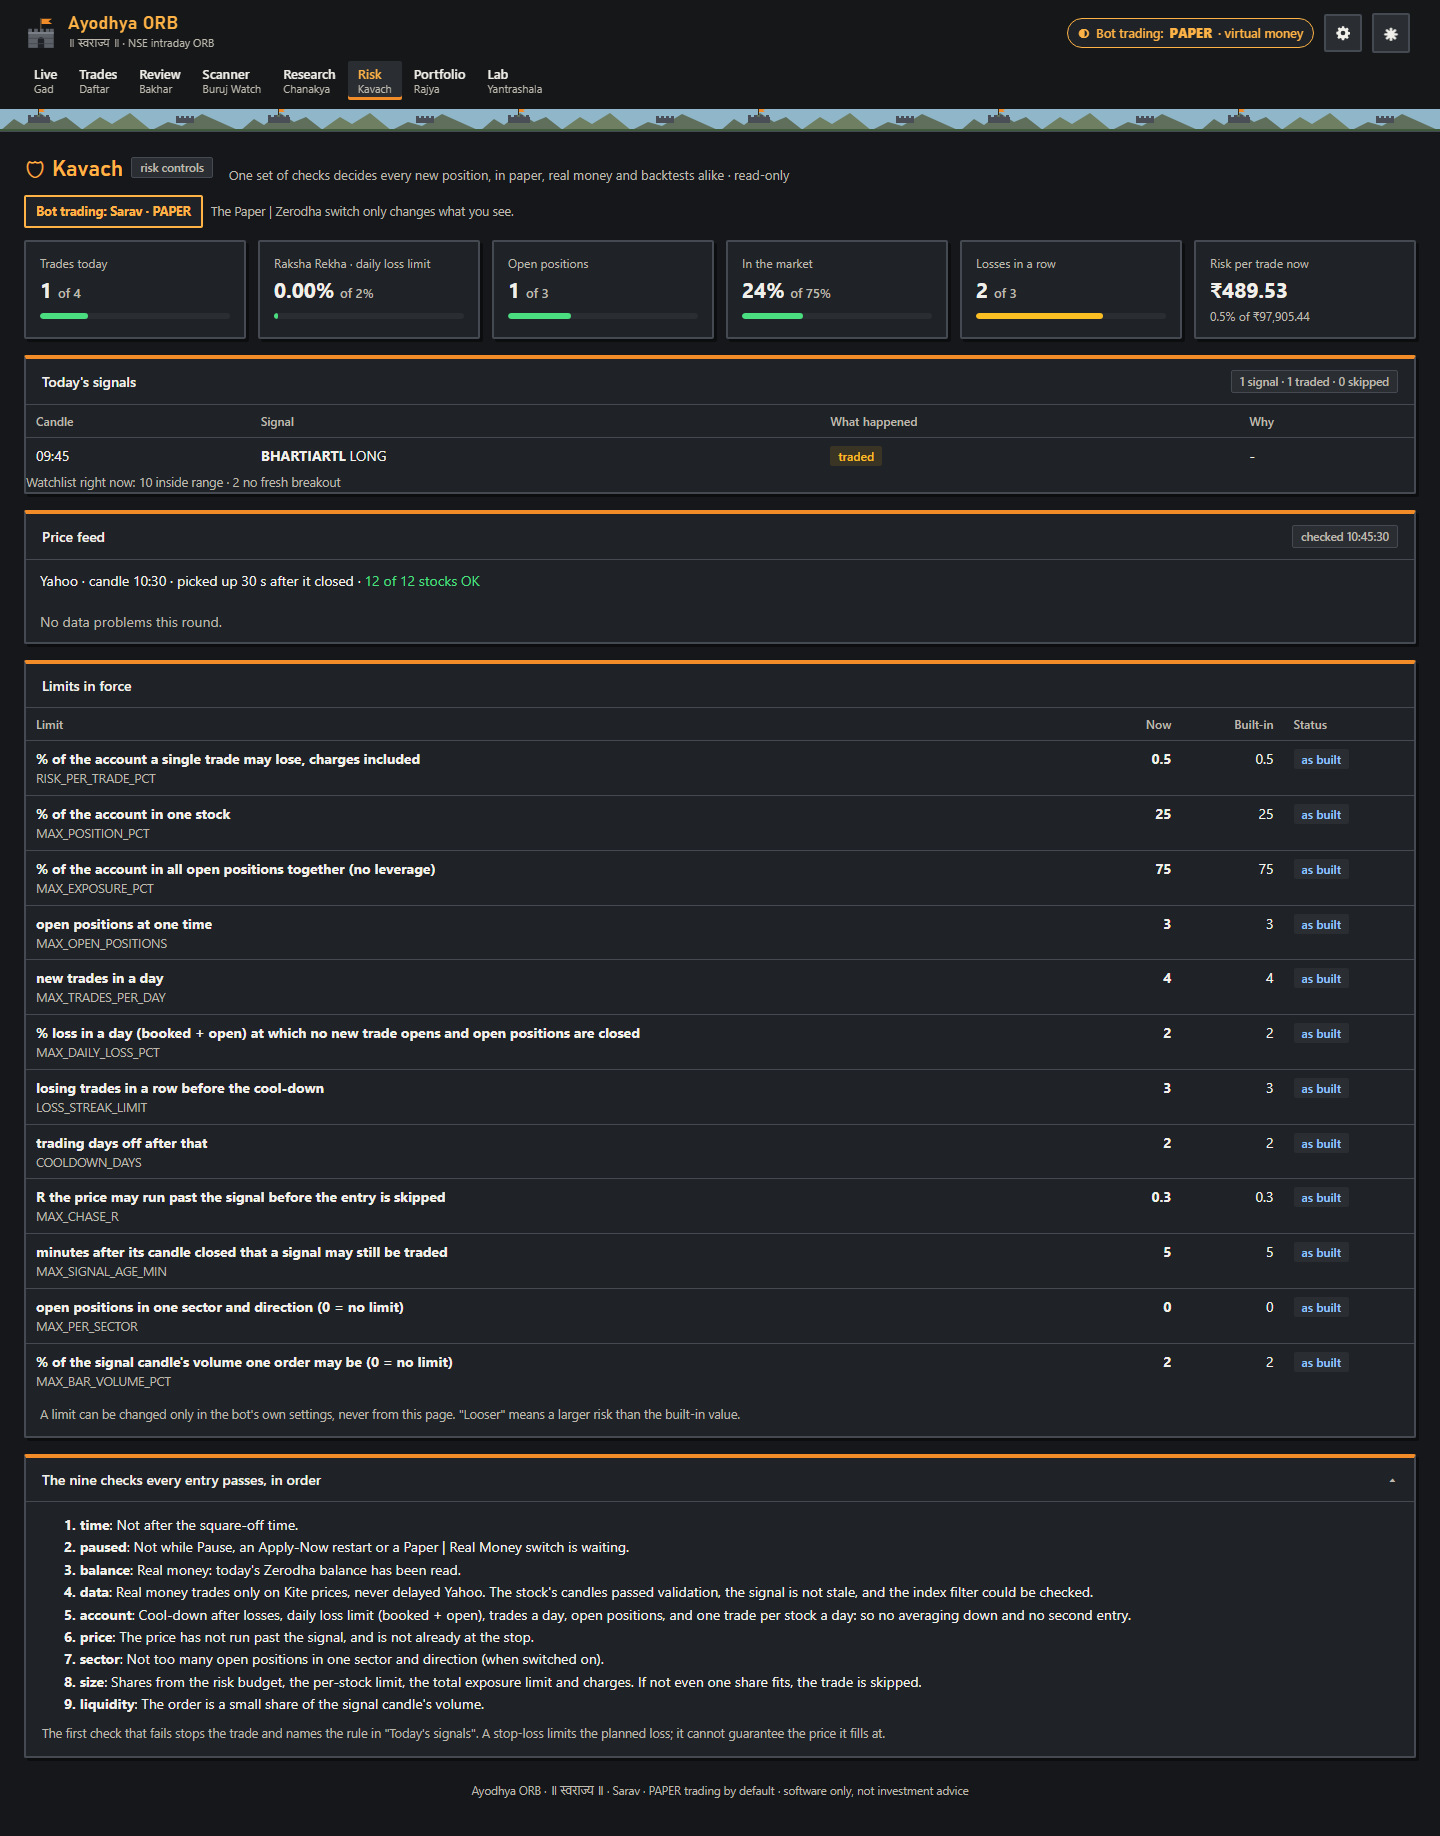 Ayodhya ORB
॥ स्वराज्य ॥ · NSE intraday ORB
Bot trading: PAPER · virtual money
Live Trades Review Scanner Research Risk Portfolio Lab
Gad Daftar Bakhar Buruj Watch Chanakya Kavach Rajya Yantrashala
Kavach risk controls One set of checks decides every new position, in paper, real money and backtests alike · read-only
Bot trading: Sarav · PAPER The Paper | Zerodha switch only changes what you see.
Trades today
1 of 4
Raksha Rekha · daily loss limit
0.00% of 2%
Open positions
1 of 3
In the market
24% of 75%
Losses in a row
2 of 3
Risk per trade now
₹489.53
0.5% of ₹97,905.44
Today's signals 1 signal · 1 traded · 0 skipped
Candle Signal What happened Why
09:45 BHARTIARTL LONG traded -
Watchlist right now: 10 inside range · 2 no fresh breakout
Price feed checked 10:45:30
Yahoo · candle 10:30 · picked up 30 s after it closed · 12 of 12 stocks OK
No data problems this round.
Limits in force
Limit Now Built-in Status
% of the account a single trade may lose, charges included 0.5 0.5 as built
RISK_PER_TRADE_PCT
% of the account in one stock 25 25 as built
MAX_POSITION_PCT
% of the account in all open positions together (no leverage) 75 75 as built
MAX_EXPOSURE_PCT
open positions at one time 3 3 as built
MAX_OPEN_POSITIONS
new trades in a day 4 4 as built
MAX_TRADES_PER_DAY
% loss in a day (booked + open) at which no new trade opens and open positions are closed 2 2 as built
MAX_DAILY_LOSS_PCT
losing trades in a row before the cool-down 3 3 as built
LOSS_STREAK_LIMIT
trading days off after that 2 2 as built
COOLDOWN_DAYS
R the price may run past the signal before the entry is skipped 0.3 0.3 as built
MAX_CHASE_R
minutes after its candle closed that a signal may still be traded 5 5 as built
MAX_SIGNAL_AGE_MIN
open positions in one sector and direction (0 = no limit) 0 0 as built
MAX_PER_SECTOR
% of the signal candle's volume one order may be (0 = no limit) 2 2 as built
MAX_BAR_VOLUME_PCT
A limit can be changed only in the bot's own settings, never from this page. "Looser" means a larger risk than the built-in value.
The nine checks every entry passes, in order
1. time: Not after the square-off time.
2. paused: Not while Pause, an Apply-Now restart or a Paper | Real Money switch is waiting.
3. balance: Real money: today's Zerodha balance has been read.
4. data: Real money trades only on Kite prices, never delayed Yahoo. The stock's candles passed validation, the signal is not stale, and the index filter could be checked.
5. account: Cool-down after losses, daily loss limit (booked + open), trades a day, open positions, and one trade per stock a day: so no averaging down and no second entry.
6. price: The price has not run past the signal, and is not already at the stop.
7. sector: Not too many open positions in one sector and direction (when switched on).
8. size: Shares from the risk budget, the per-stock limit, the total exposure limit and charges. If not even one share fits, the trade is skipped.
9. liquidity: The order is a small share of the signal candle's volume.
The first check that fails stops the trade and names the rule in "Today's signals". A stop-loss limits the planned loss; it cannot guarantee the price it fills at.
Ayodhya ORB · ॥ स्वराज्य ॥ · Sarav · PAPER trading by default · software only, not investment advice